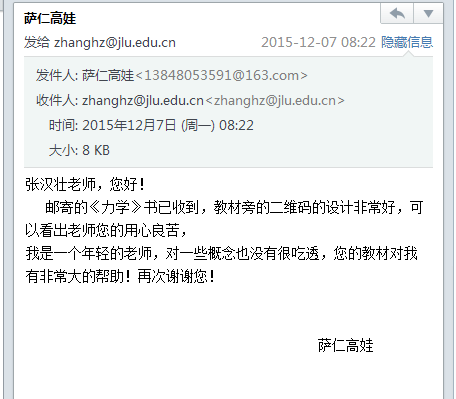 萨仁高娃
发给 zhanghz@jlu.edu.cn 2015-12-07 08:22 隐藏信息
发件人: 萨仁高娃<13848053591@163.com>
收件人: zhanghz@jlu.edu.cn<zhanghz@jlu.edu.cn>
时间: 2015年12月7日 (周一) 08:22
大小: 8 KB
张汉壮老师，您好！
邮寄的《力学》书已收到，教材旁的二维码的设计非常好，可
以看出老师您的用心良苦，
我是一个年轻的老师，对一些概念也没有很吃透，您的教材对我
有非常大的帮助！再次谢谢您！
萨仁高娃